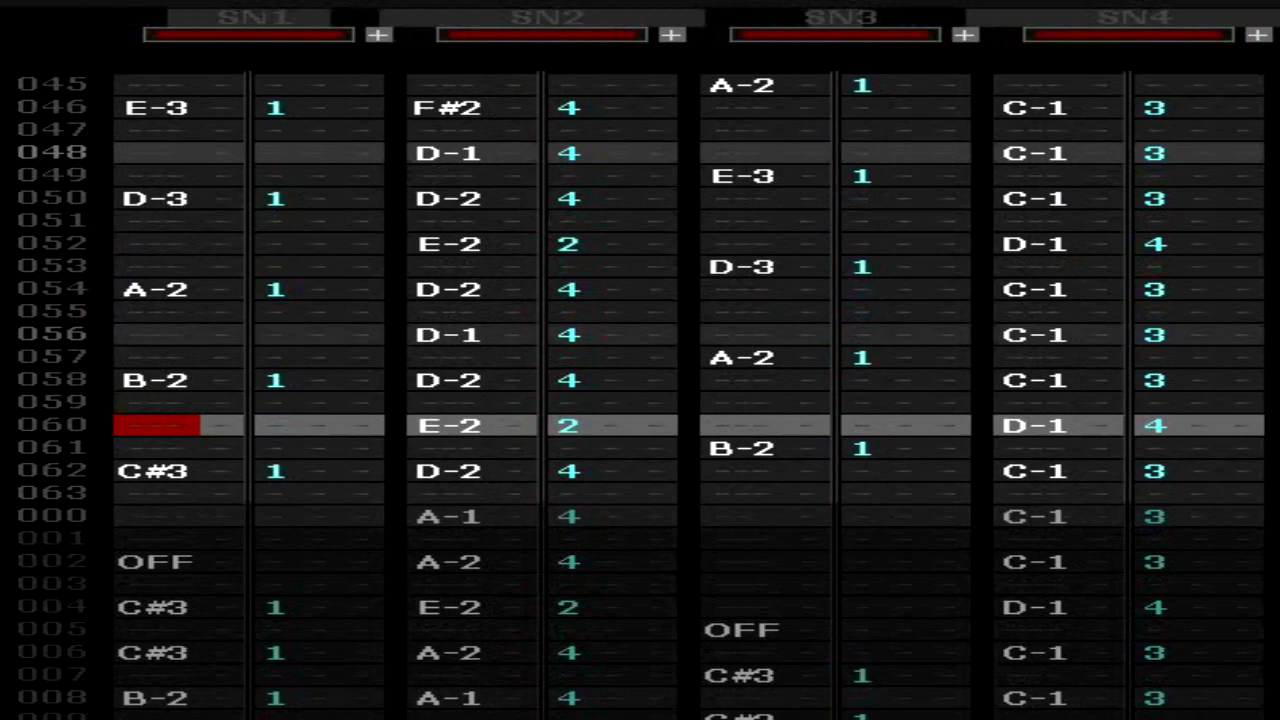 SN1 SN2 SN3 SN4
+ + + +
045 --- A-2 1
046 E-3 1 F#2 4 C-1 3
047
048 D-1 4 C-1 3
049 E-3 1
050 D-3 1 D-2 4 C-1 3
051
052 E-2 2 D-1 4
053 D-3 1
054 A-2 1 D-2 4 C-1 3
055
056 D-1 4 C-1 3
057 A-2 1
058 B-2 1 D-2 4 C-1 3
059
060 E-2 2 D-1 4
061 B-2 1
062 C#3 1 D-2 4 C-1 3
063
000 A-1 4 C-1 3
001
002 OFF A-2 4 C-1 3
003
004 C#3 1 E-2 2 D-1 4
005 OFF
006 C#3 1 A-2 4 C-1 3
007 C#3 1
008 B-2 1 A-1 4 C-1 3
009 C#3 1